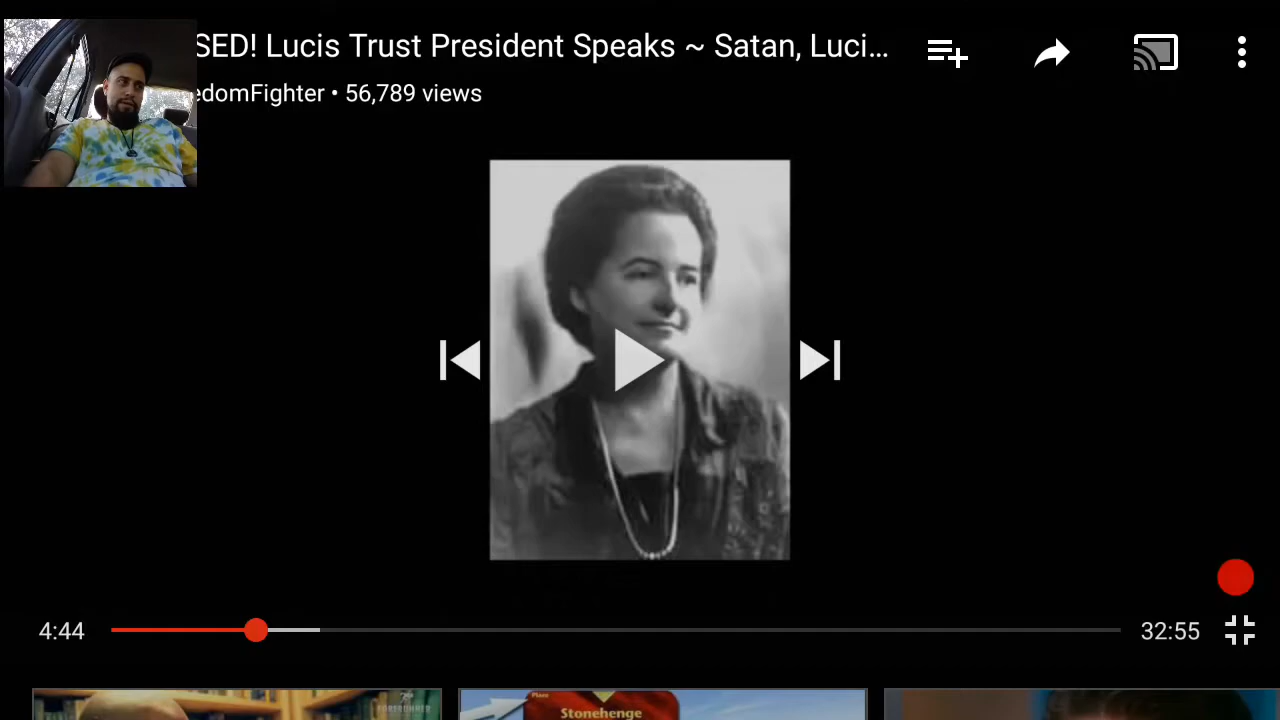 SED! Lucis Trust President Speaks ~ Satan, Luci...
edomFighter • 56,789 views
4:44
32:55
Stonehenge